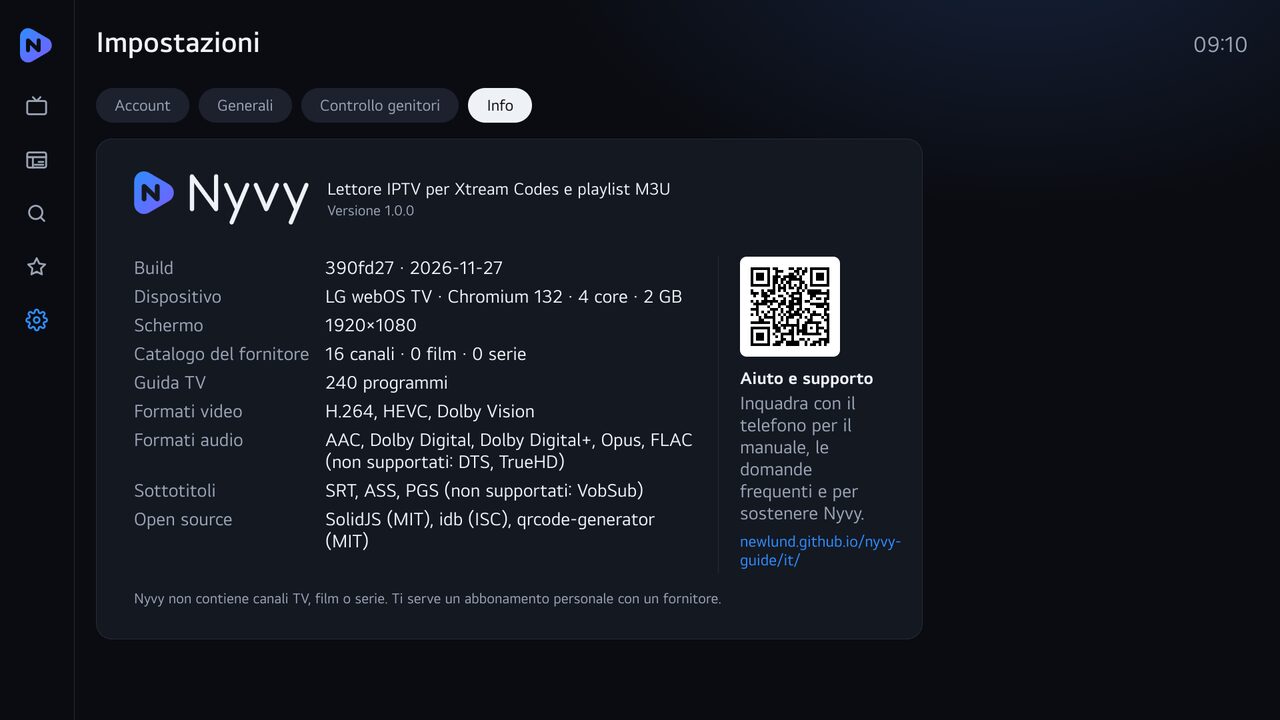 Impostazioni
09:10
Account
Generali
Controllo genitori
Info
N Nyvy
Lettore IPTV per Xtream Codes e playlist M3U
Versione 1.0.0
Build 390fd27 · 2026-11-27
Dispositivo LG webOS TV · Chromium 132 · 4 core · 2 GB
Schermo 1920×1080
Catalogo del fornitore 16 canali · 0 film · 0 serie
Guida TV 240 programmi
Formati video H.264, HEVC, Dolby Vision
Formati audio AAC, Dolby Digital, Dolby Digital+, Opus, FLAC
(non supportati: DTS, TrueHD)
Sottotitoli SRT, ASS, PGS (non supportati: VobSub)
Open source SolidJS (MIT), idb (ISC), qrcode-generator
(MIT)
Aiuto e supporto
Inquadra con il
telefono per il
manuale, le
domande
frequenti e per
sostenere Nyvy.
newlund.github.io/nyvy-
guide/it/
Nyvy non contiene canali TV, film o serie. Ti serve un abbonamento personale con un fornitore.